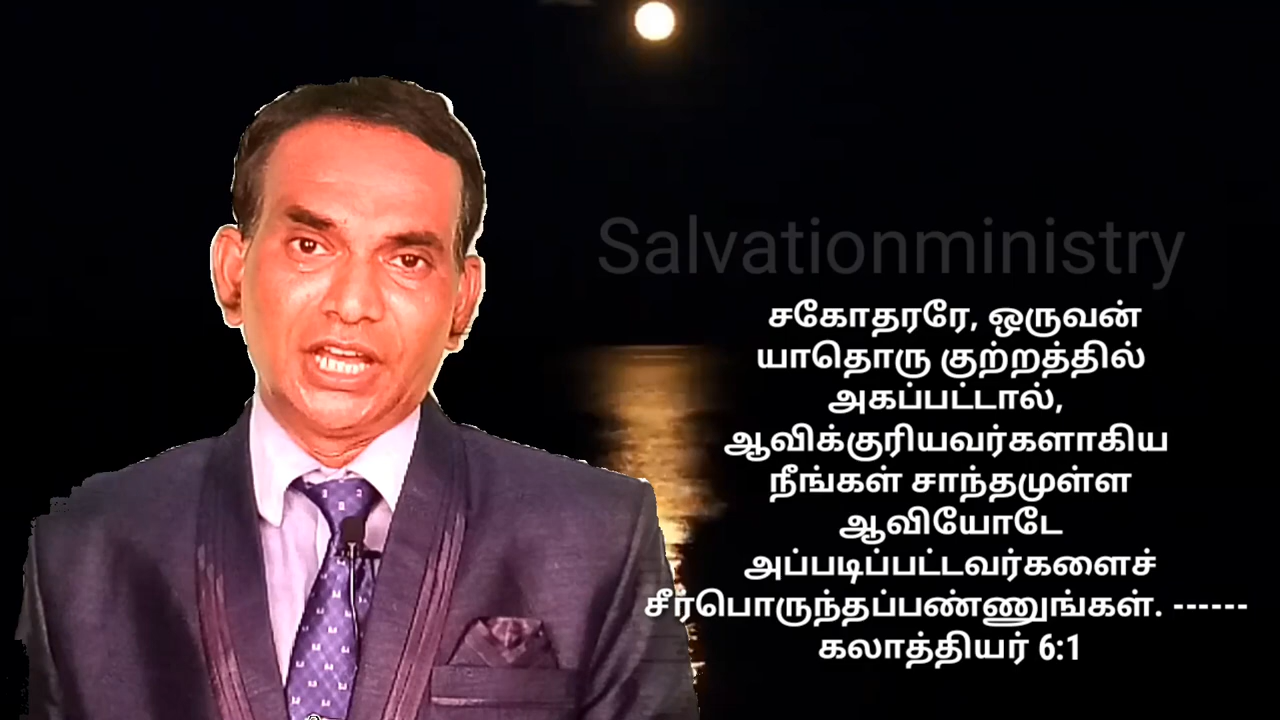 Salvationministry
சகோதரரே, ஒருவன்
யாதொரு குற்றத்தில்
அகப்பட்டால்,
ஆவிக்குரியவர்களாகிய
நீங்கள் சாந்தமுள்ள
ஆவியோடே
அப்படிப்பட்டவர்களைச்
சீர்பொருந்தப்பண்ணுங்கள். ------
கலாத்தியர் 6:1